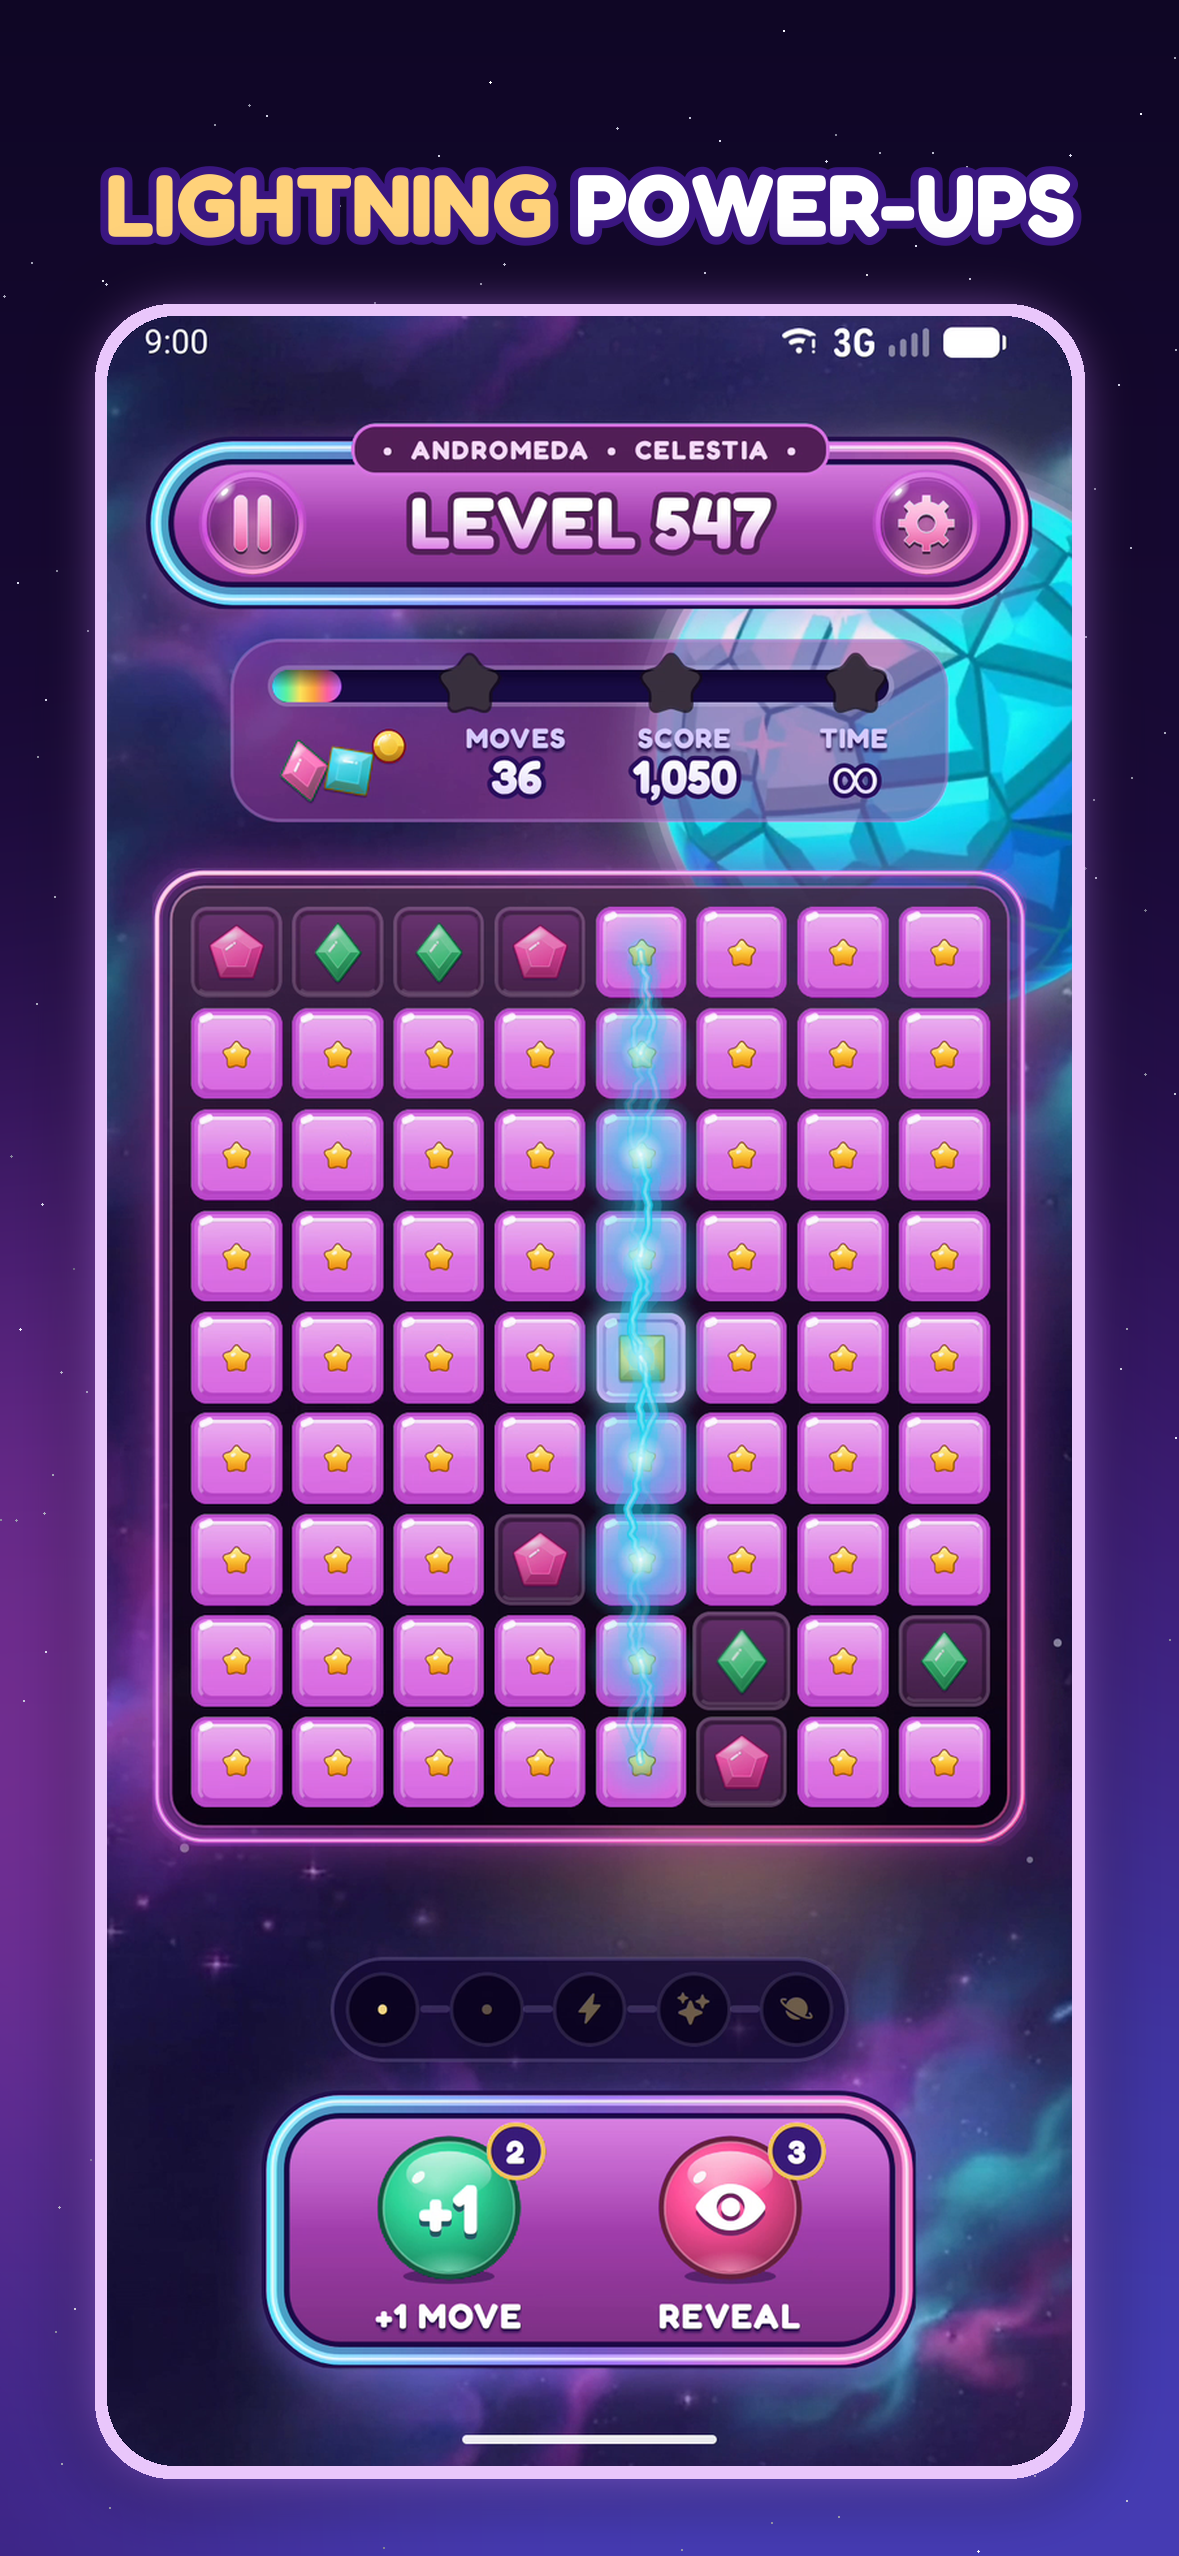 LIGHTNING POWER-UPS
9:00 3G
• ANDROMEDA • CELESTIA •
LEVEL 547
MOVES SCORE TIME
36 1,050 ∞
2 3
+1
+1 MOVE REVEAL